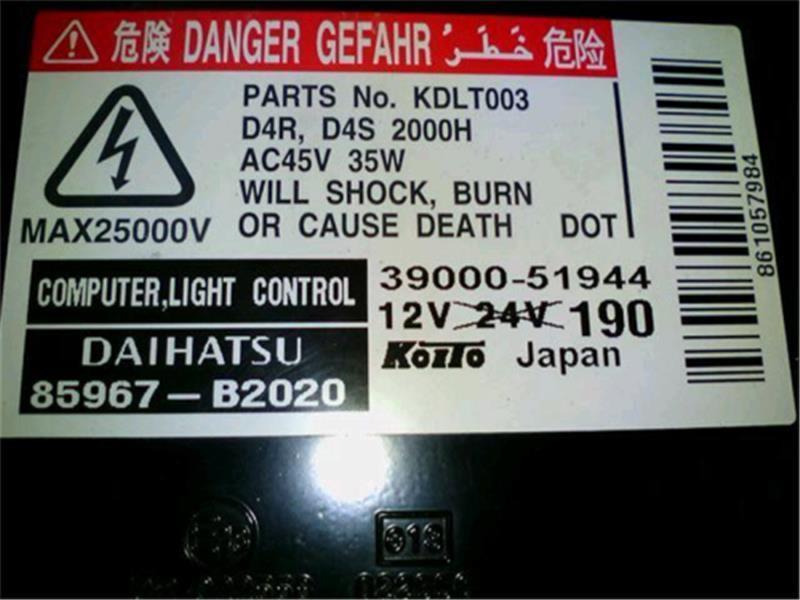 危険 DANGER GEFAHR خَطَرُ 危险
PARTS No. KDLT003
D4R, D4S 2000H
AC45V 35W
WILL SHOCK, BURN
OR CAUSE DEATH DOT
MAX25000V
COMPUTER,LIGHT CONTROL
DAIHATSU
85967-B2020
39000-51944
12V 24V 190
KOITO Japan
861057984